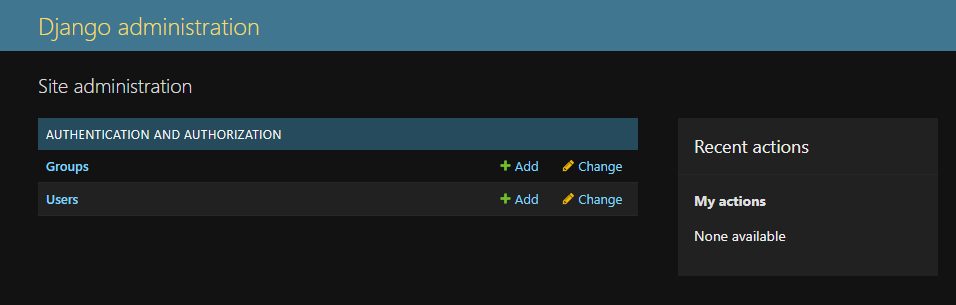 Django administration
Site administration
AUTHENTICATION AND AUTHORIZATION
Groups Add Change
Users Add Change
Recent actions
My actions
None available